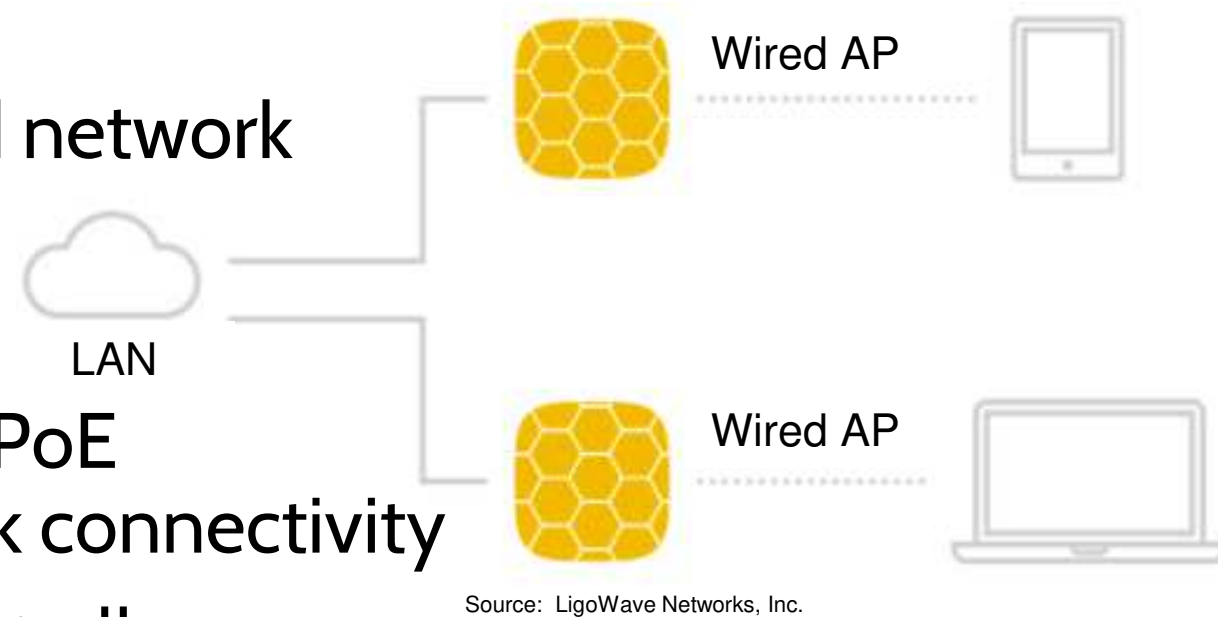 Wired AP
network
LAN
PoE
Wired AP
connectivity
Source: LigoWave Networks, Inc.